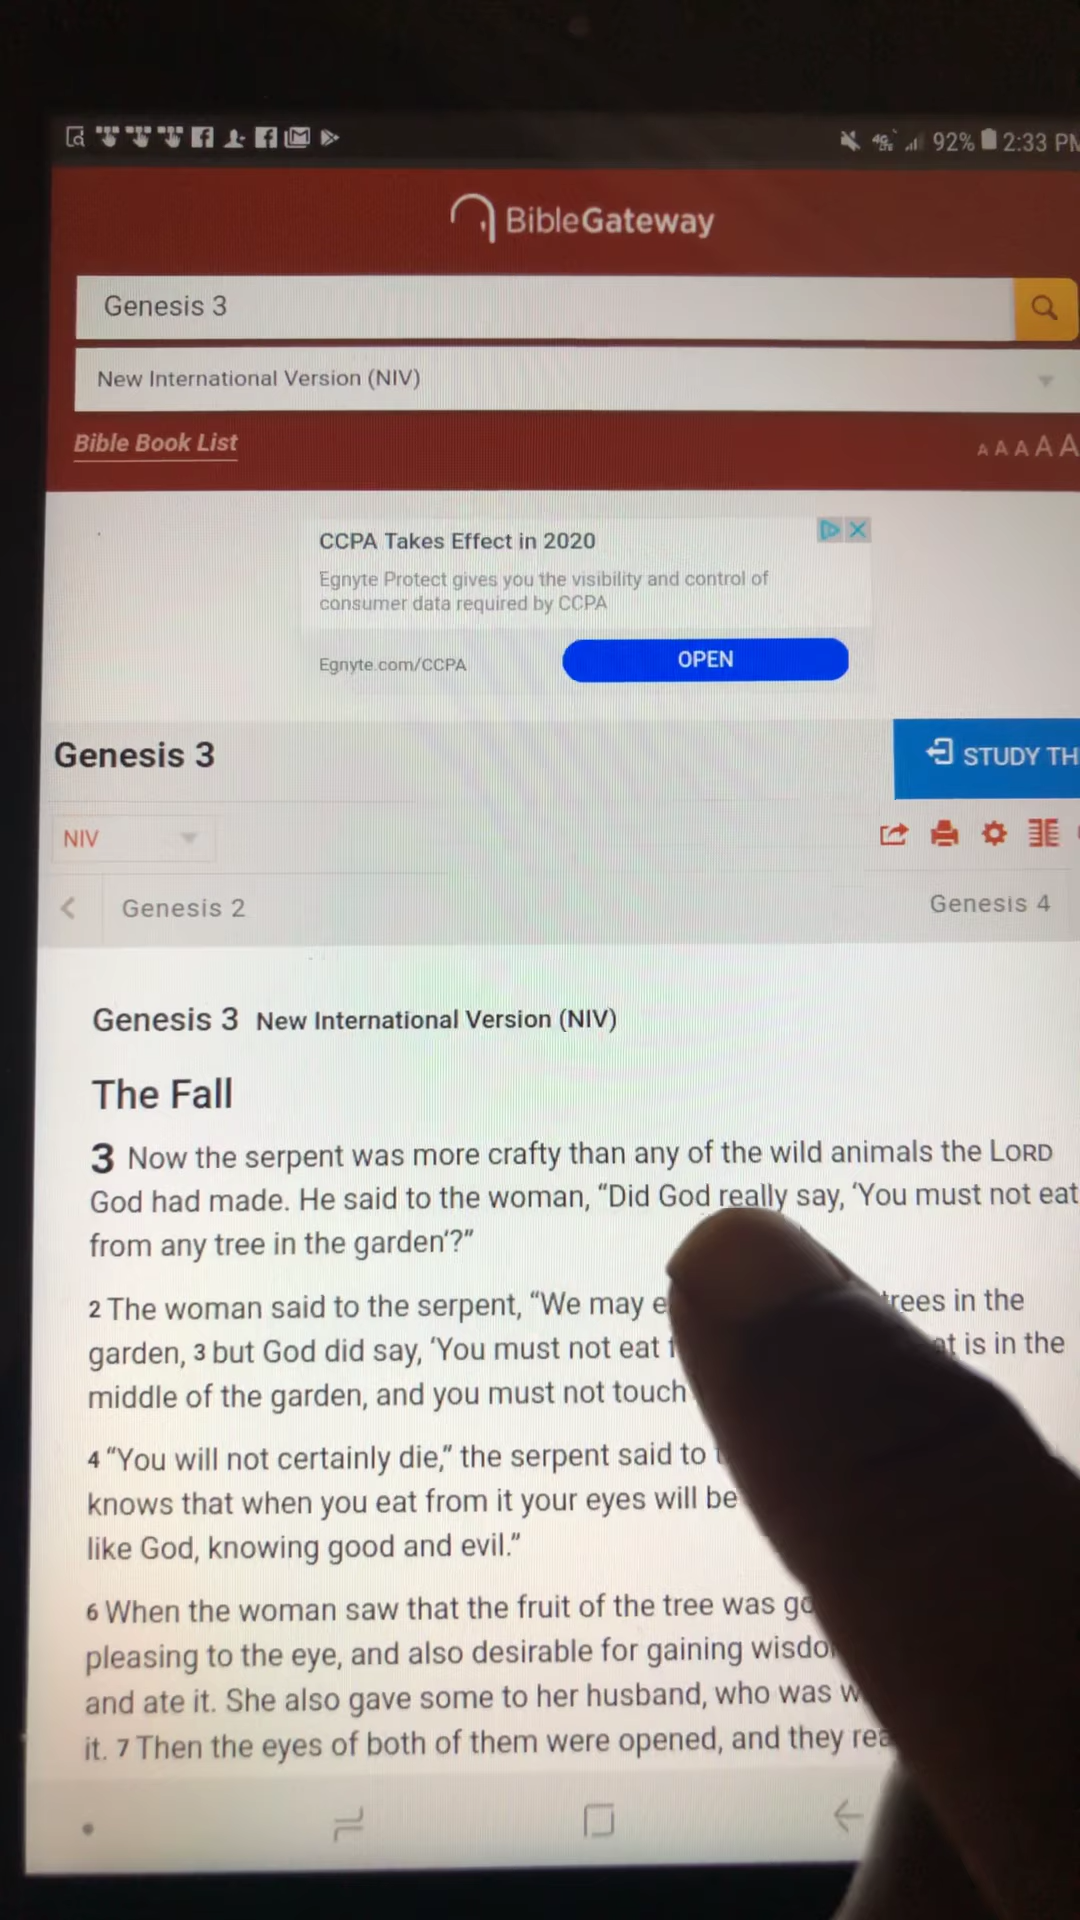 92% 2:33 PM
BibleGateway
Genesis 3
New International Version (NIV)
Bible Book List
A A A A A
CCPA Takes Effect in 2020
Egnyte Protect gives you the visibility and control of
consumer data required by CCPA
Egnyte.com/CCPA
OPEN
Genesis 3
STUDY
NIV
Genesis 2
Genesis 4
Genesis 3 New International Version (NIV)
The Fall
3 Now the serpent was more crafty than any of the wild animals the LORD
God had made. He said to the woman, “Did God really say, ‘You must not eat
from any tree in the garden’?”
2 The woman said to the serpent, “We may trees in the
garden, 3 but God did say, ‘You must not eat is in the
middle of the garden, and you must not touch
4 “You will not certainly die,” the serpent said to
knows that when you eat from it your eyes will be
like God, knowing good and evil.”
6 When the woman saw that the fruit of the tree was
pleasing to the eye, and also desirable for gaining
and ate it. She also gave some to her husband, who was
it. 7 Then the eyes of both of them were opened, and they